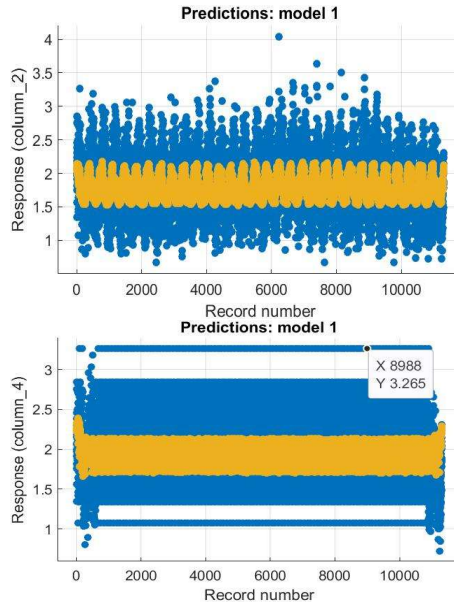 Predictions: model 1
4
3.5
3
2.5
2
1.5
1
Response (column_2)
0 2000 4000 6000 8000 10000
Record number
Predictions: model 1
3
2.5
2
1.5
1
Response (column_4)
X 8988
Y 3.265
0 2000 4000 6000 8000 10000
Record number